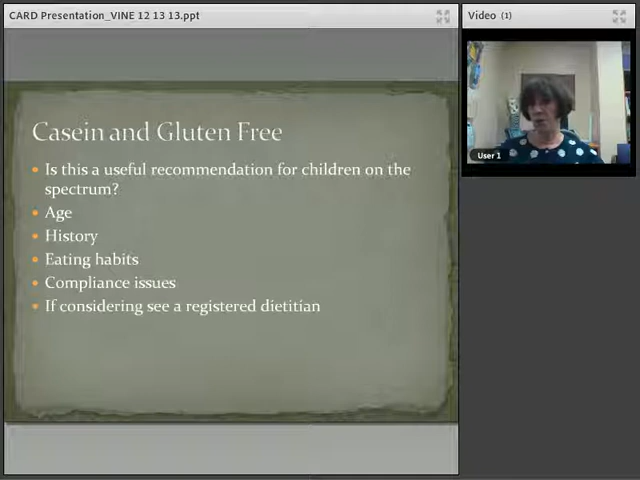 CARD Presentation_VINE 12 13 13.ppt
Video (1)
Casein and Gluten Free
Is this a useful recommendation for children on the
spectrum?
Age
History
Eating habits
Compliance issues
If considering see a registered dietitian
User 1